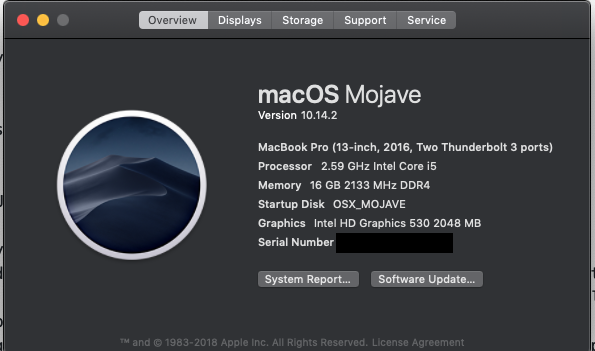 Overview Displays Storage Support Service
macOS Mojave
Version 10.14.2
MacBook Pro (13-inch, 2016, Two Thunderbolt 3 ports)
Processor 2.59 GHz Intel Core i5
Memory 16 GB 2133 MHz DDR4
Startup Disk OSX_MOJAVE
Graphics Intel HD Graphics 530 2048 MB
Serial Number
System Report... Software Update...
™ and © 1983-2018 Apple Inc. All Rights Reserved. License Agreement